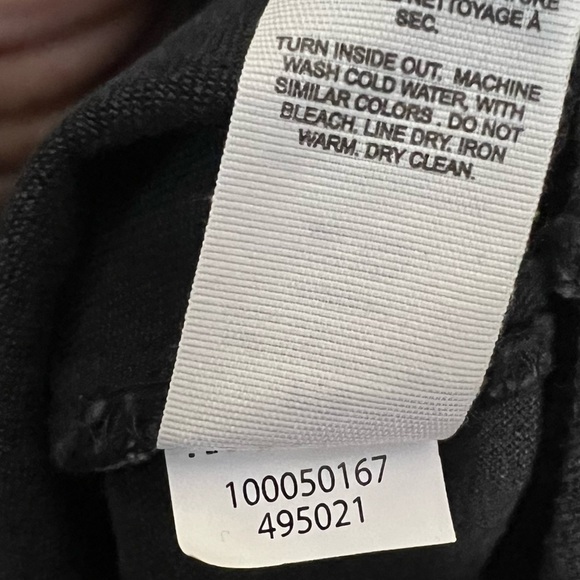 NETTOYAGE À
SEC.
TURN INSIDE OUT. MACHINE
WASH COLD WATER, WITH
SIMILAR COLORS. DO NOT
BLEACH. LINE DRY. IRON
WARM. DRY CLEAN.
100050167
495021